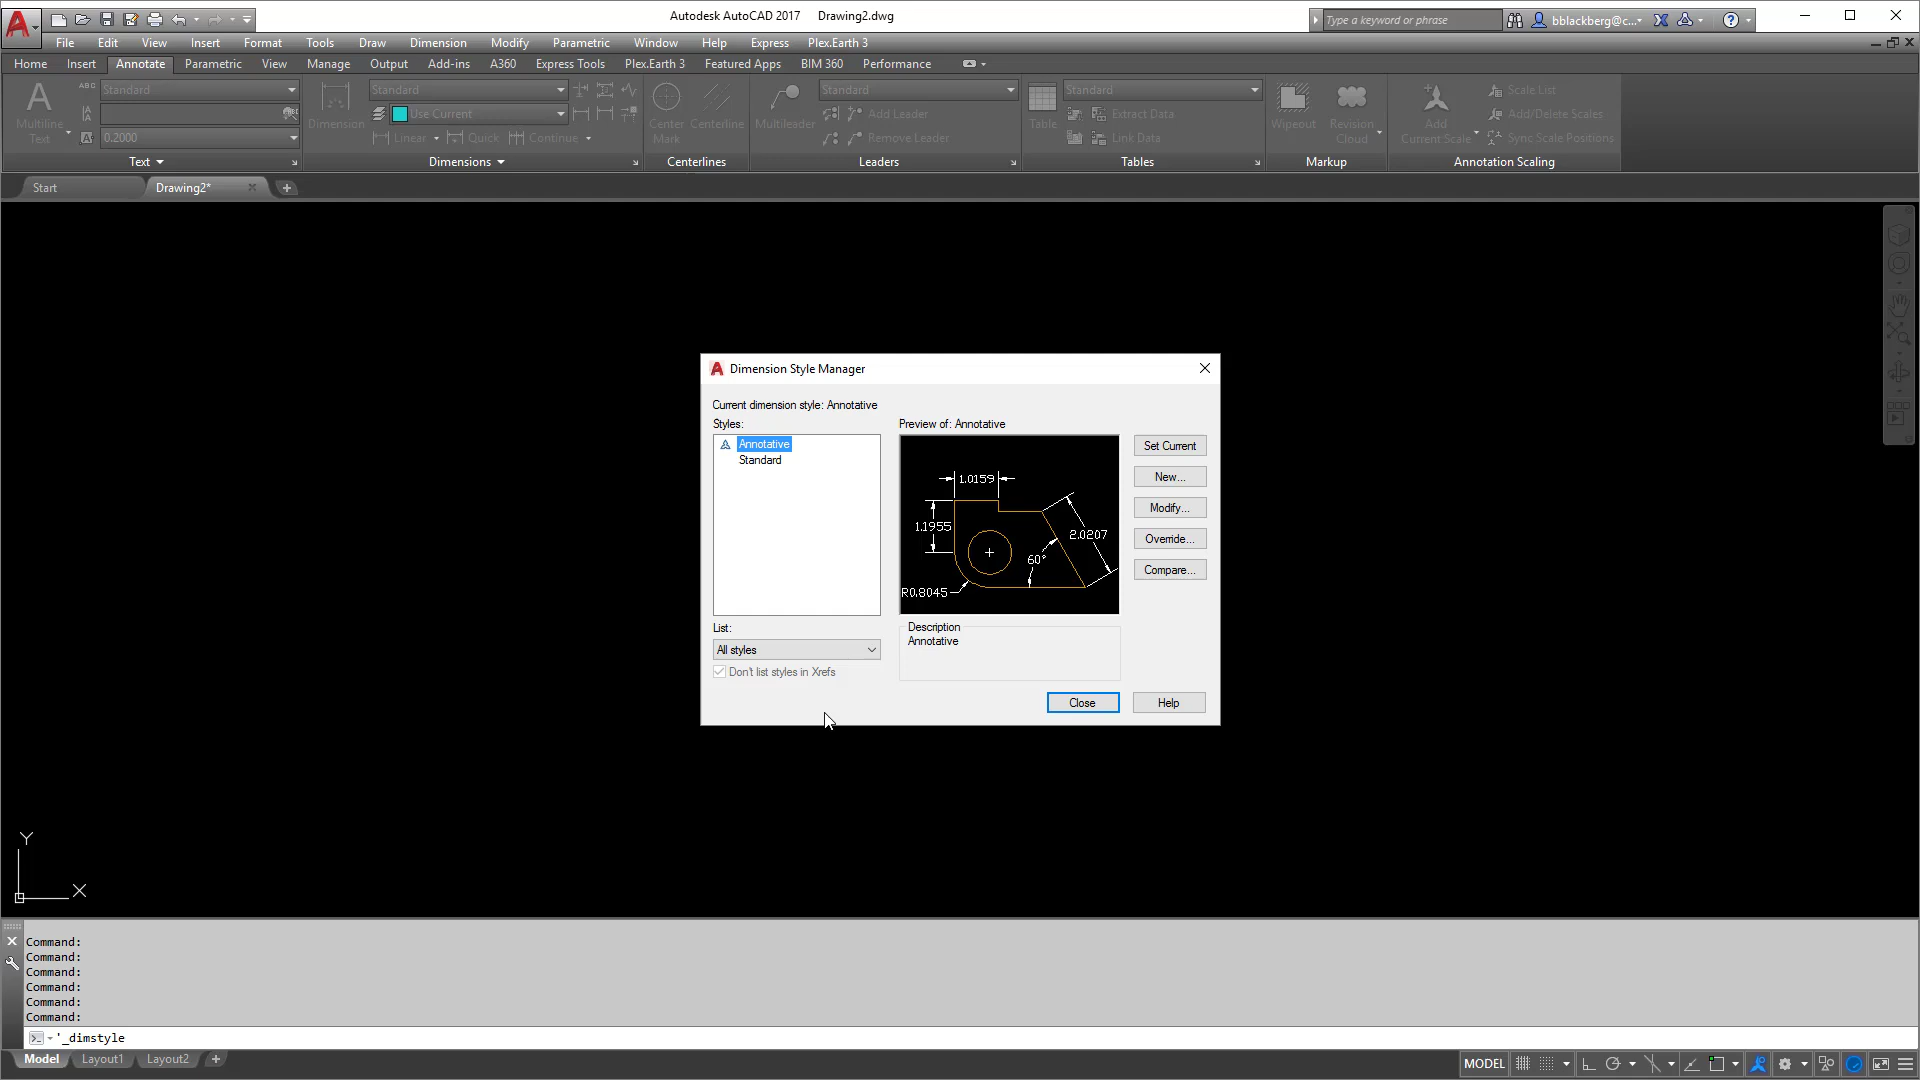 Autodesk AutoCAD 2017 Drawing2.dwg
Type a keyword or phrase
bblackberg@c...
File Edit View Insert Format Tools Draw Dimension Modify Parametric Window Help Express Plex.Earth 3
Home Insert Annotate Parametric View Manage Output Add-ins A360 Express Tools Plex.Earth 3 Featured Apps BIM 360 Performance
Multiline Text
ABC
Standard
0.2000
Text
Dimension
Standard
Use Current
Linear Quick Continue
Dimensions
Center Mark
Centerline
Centerlines
Multileader
Standard
Add Leader
Remove Leader
Leaders
Table
Standard
Extract Data
Link Data
Tables
Wipeout
Revision Cloud
Markup
Add Current Scale
Scale List
Add/Delete Scales
Sync Scale Positions
Annotation Scaling
Start
Drawing2*
Dimension Style Manager
Current dimension style: Annotative
Styles:
Annotative
Standard
Preview of: Annotative
1.0159
1.1955
2.0207
60°
R0.8045
Set Current
New...
Modify...
Override...
Compare...
List:
All styles
Don't list styles in Xrefs
Description
Annotative
Close
Help
Y
X
Command:
Command:
Command:
Command:
Command:
Command:
'_dimstyle
Model Layout1 Layout2
MODEL